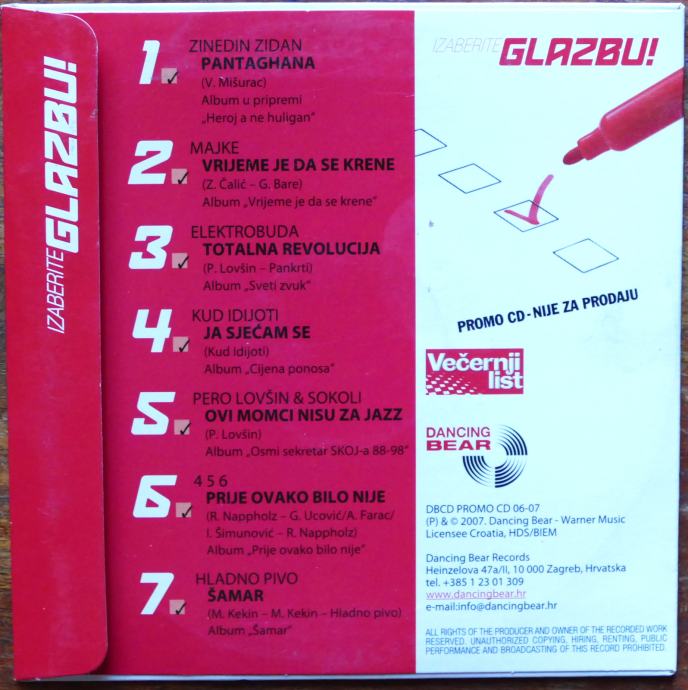 IZABERITE GLAZBU!
1
ZINEDIN ZIDAN
PANTAGHANA
(V. Mišurac)
Album u pripremi
„Heroj a ne huligan“
2
MAJKE
VRIJEME JE DA SE KRENE
(Z. Čalić – G. Bare)
Album „Vrijeme je da se krene“
3
ELEKTROBUDA
TOTALNA REVOLUCIJA
(P. Lovšin – Pankrti)
Album „Sveti zvuk“
4
KUD IDIJOTI
JA SJEĆAM SE
(Kud Idijoti)
Album „Cijena ponosa“
5
PERO LOVŠIN & SOKOLI
OVI MOMCI NISU ZA JAZZ
(P. Lovšin)
Album „Osmi sekretar SKOJ-a 88-98“
6
4 5 6
PRIJE OVAKO BILO NIJE
(R. Nappholz – G. Ucović/A. Farac/
I. Šimunović – R. Nappholz)
Album „Prije ovako bilo nije“
7
HLADNO PIVO
ŠAMAR
(M. Kekin – M. Kekin – Hladno pivo)
Album „Šamar“
IZABERITE GLAZBU!
PROMO CD - NIJE ZA PRODAJU
Večernji
list
DANCING
BEAR
DBCD PROMO CD 06-07
(P) & © 2007. Dancing Bear - Warner Music
Licensee Croatia, HDS/BIEM
Dancing Bear Records
Heinzelova 47a/II, 10 000 Zagreb, Hrvatska
tel. +385 1 23 01 309
www.dancingbear.hr
e-mail:info@dancingbear.hr
ALL RIGHTS OF THE PRODUCER AND OWNER OF THE RECORDED WORK
RESERVED. UNAUTHORIZED COPYING, HIRING, RENTING, PUBLIC
PERFORMANCE AND BROADCASTING OF THIS RECORD PROHIBITED.